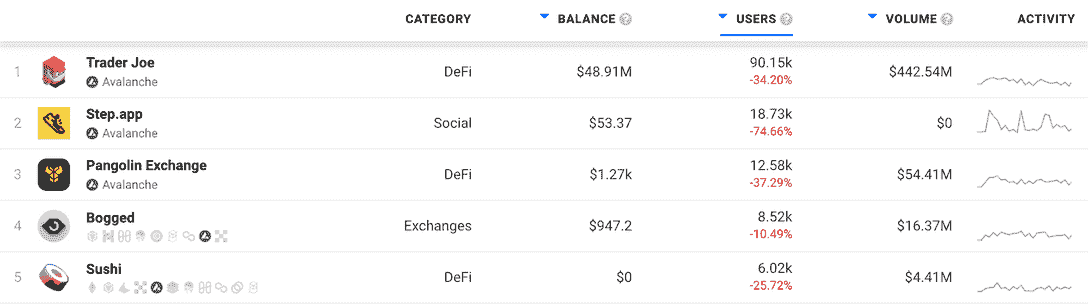 CATEGORY BALANCE ? USERS ? VOLUME ? ACTIVITY
1 Trader Joe Avalanche DeFi $48.91M 90.15k -34.20% $442.54M
2 Step.app Avalanche Social $53.37 18.73k -74.66% $0
3 Pangolin Exchange Avalanche DeFi $1.27k 12.58k -37.29% $54.41M
4 Bogged Exchanges $947.2 8.52k -10.49% $16.37M
5 Sushi DeFi $0 6.02k -25.72% $4.41M